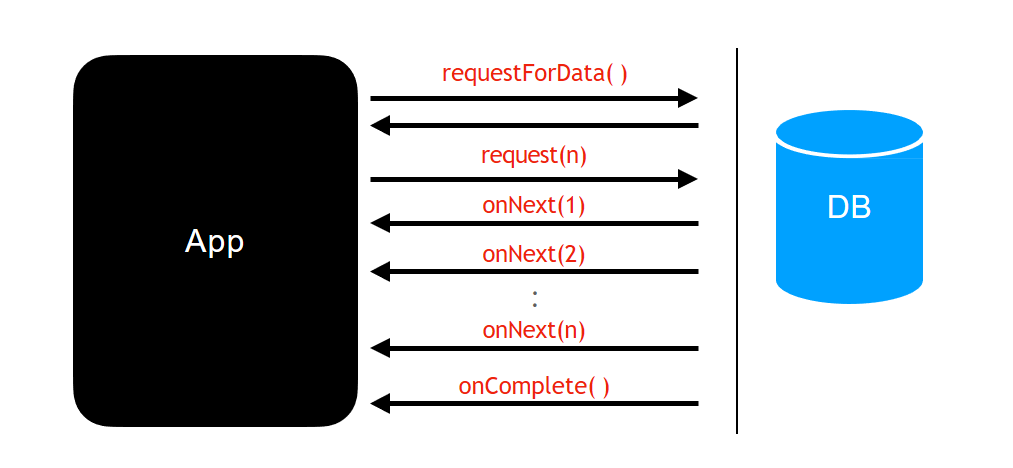 requestForData( )
request(n)
onNext(1)
App
DB
onNext(2)
:
onNext(n)
onComplete( )